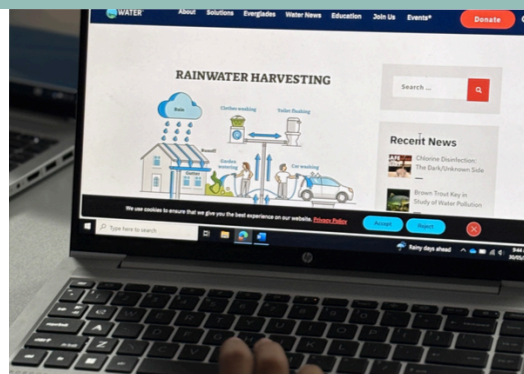 WATER
About Solutions Everglades Water News Education Join Us Events
Donate
RAINWATER HARVESTING
Rain
Clothes washing
Toilet flushing
Runoff
Gutter
Garden watering
Car washing
Search ...
Recent News
Chlorine Disinfection:
The Dark/Unknown Side
Brown Trout Key in
Study of Water Pollution
We use cookies to ensure that we give you the best experience on our website. Privacy Policy
Accept
Reject
Type here to search
Rainy days ahead
hp